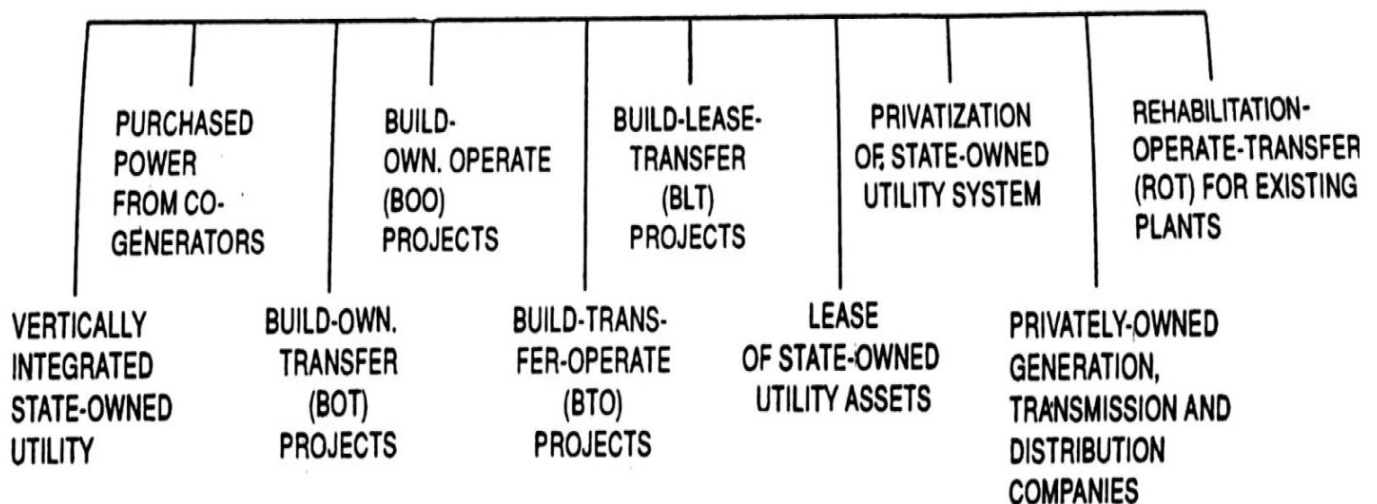 PURCHASED
POWER
FROM CO-
GENERATORS
BUILD-
OWN. OPERATE
(BOO)
PROJECTS
BUILD-LEASE-
TRANSFER
(BLT)
PROJECTS
PRIVATIZATION
OF STATE-OWNED
UTILITY SYSTEM
REHABILITATION-
OPERATE-TRANSFER
(ROT) FOR EXISTING
PLANTS
VERTICALLY
INTEGRATED
STATE-OWNED
UTILITY
BUILD-OWN.
TRANSFER
(BOT)
PROJECTS
BUILD-TRANS-
FER-OPERATE
(BTO)
PROJECTS
LEASE
OF STATE-OWNED
UTILITY ASSETS
PRIVATELY-OWNED
GENERATION,
TRANSMISSION AND
DISTRIBUTION
COMPANIES